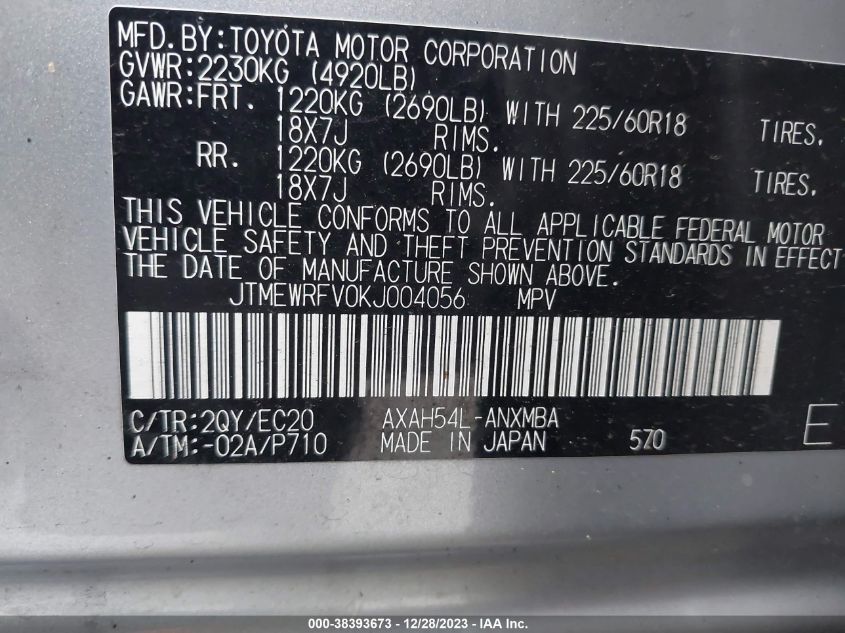 MFD.BY:TOYOTA MOTOR CORPORATION
GVWR:2230KG (4920LB)
GAWR:FRT. 1220KG (2690LB) WITH 225/60R18 TIRES,
18X7J RIMS.
RR. 1220KG (2690LB) WITH 225/60R18 TIRES,
18X7J RIMS.
THIS VEHICLE CONFORMS TO ALL APPLICABLE FEDERAL MOTOR
VEHICLE SAFETY AND THEFT PREVENTION STANDARDS IN EFFECT
THE DATE OF MANUFACTURE SHOWN ABOVE.
JTMEWRFV0KJ004056 MPV
C/TR:2QY/EC20 AXAH54L-ANXMBA
A/TM:-02A/P710 MADE IN JAPAN 5Z0 E
000-38393673 - 12/28/2023 - IAA Inc.